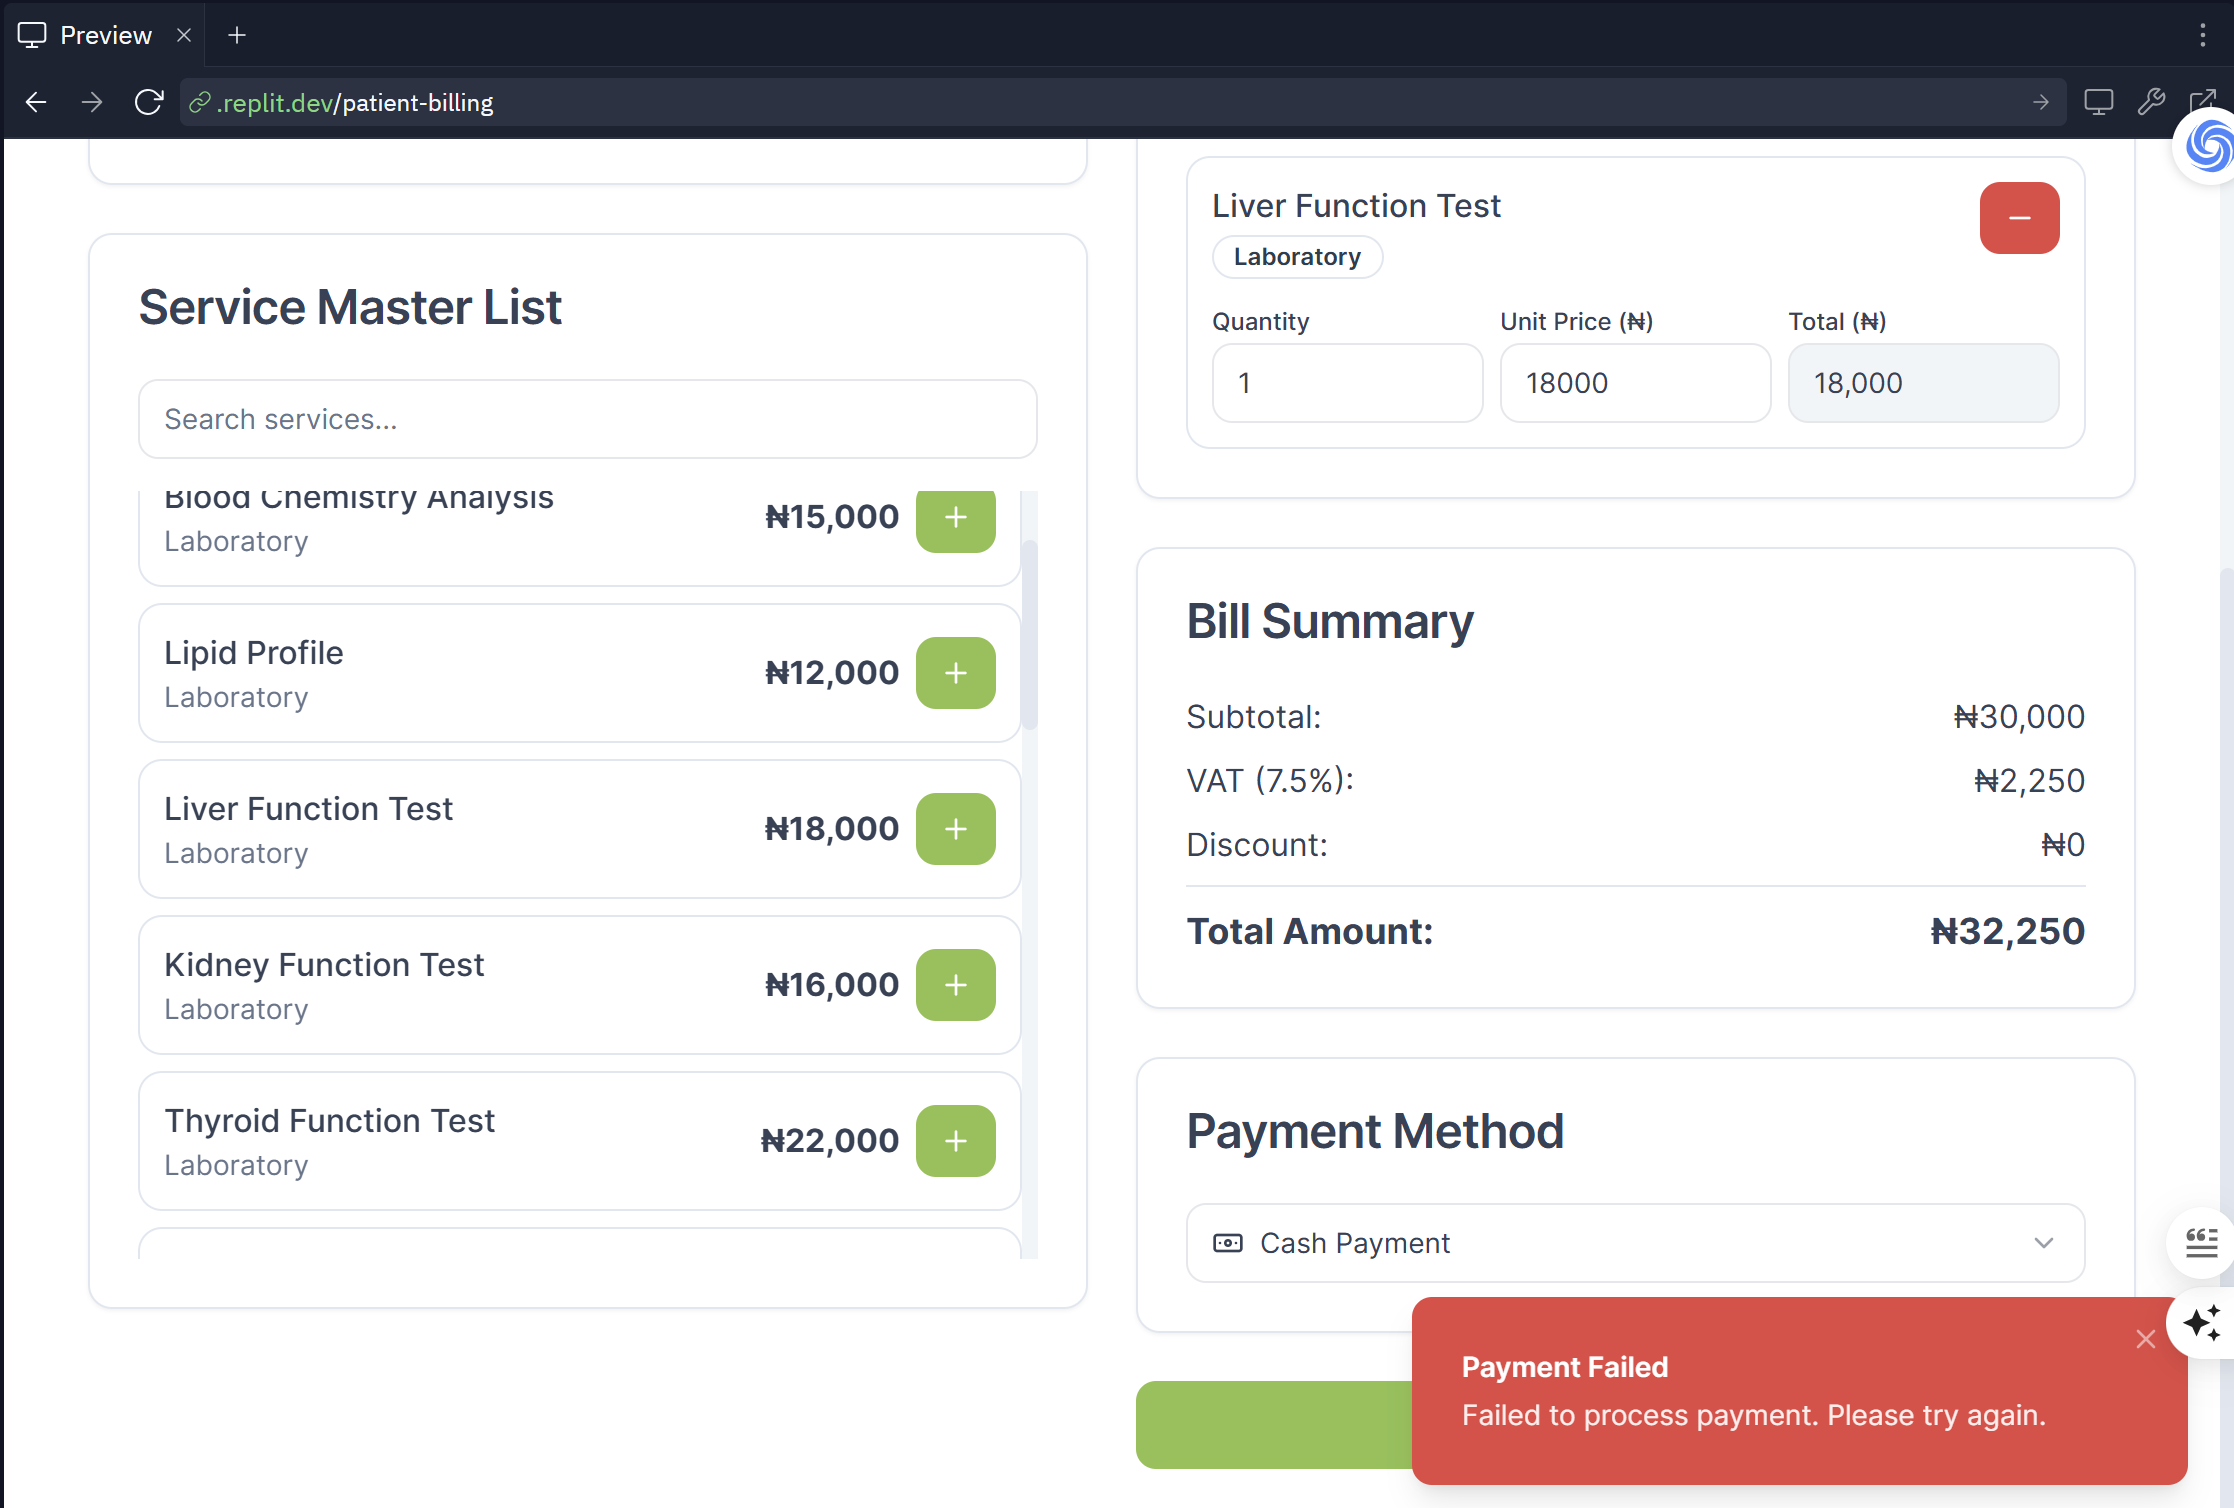 Preview
.replit.dev/patient-billing
Service Master List
Search services...
Blood Chemistry Analysis
Laboratory
₦15,000
Lipid Profile
Laboratory
₦12,000
Liver Function Test
Laboratory
₦18,000
Kidney Function Test
Laboratory
₦16,000
Thyroid Function Test
Laboratory
₦22,000
Liver Function Test
Laboratory
Quantity
Unit Price (₦)
Total (₦)
1
18000
18,000
Bill Summary
Subtotal:
₦30,000
VAT (7.5%):
₦2,250
Discount:
₦0
Total Amount:
₦32,250
Payment Method
Cash Payment
Payment Failed
Failed to process payment. Please try again.